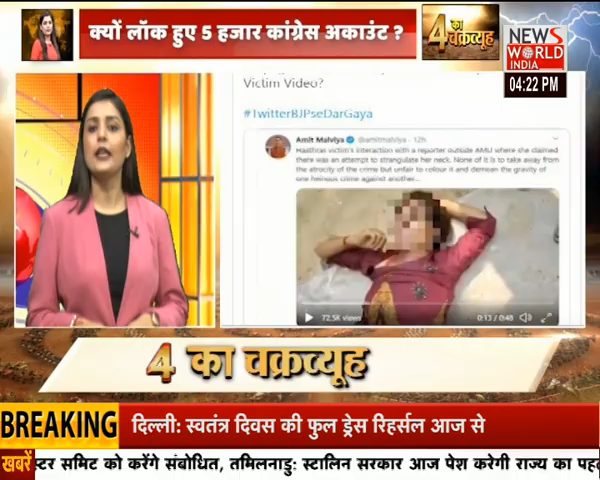 क्यों लॉक हुए 5 हजार कांग्रेस अकाउंट ?
4 का चक्रव्यूह
NEWS
WORLD
INDIA
04:22 PM
Victim Video?
#TwitterBJPseDarGaya
Amit Malviya @amitmalviya · 12h
Hasthras victim's interaction with a reporter outside AMU where she claimed
there was an attempt to strangulate her neck. None of it is to take away from
the atrocity of the crime but unfair to colour it and demean the gravity of
one heinous crime against another...
72.5K views
0:13 / 0:48
4 का चक्रव्यूह
BREAKING
दिल्ली: स्वतंत्र दिवस की फुल ड्रेस रिहर्सल आज से
खबरें
स्टर समिट को करेंगे संबोधित, तमिलनाडु: स्टालिन सरकार आज पेश करेगी राज्य का पहल